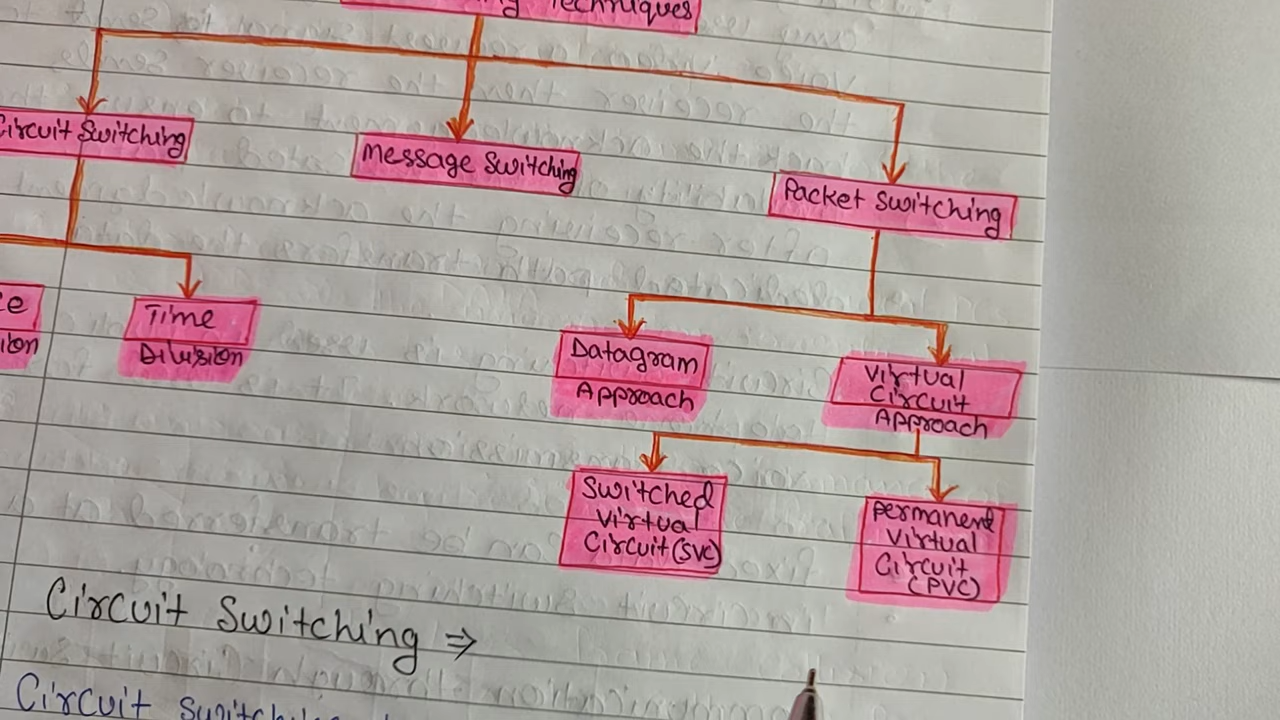 Techniques
Circuit Switching
Message Switching
Packet Switching
Time
Division
Datagram
Approach
Virtual
Circuit
Approach
Switched
Virtual
Circuit (SVC)
Permanent
Virtual
Circuit
(PVC)
Circuit Switching ⇒
Circuit